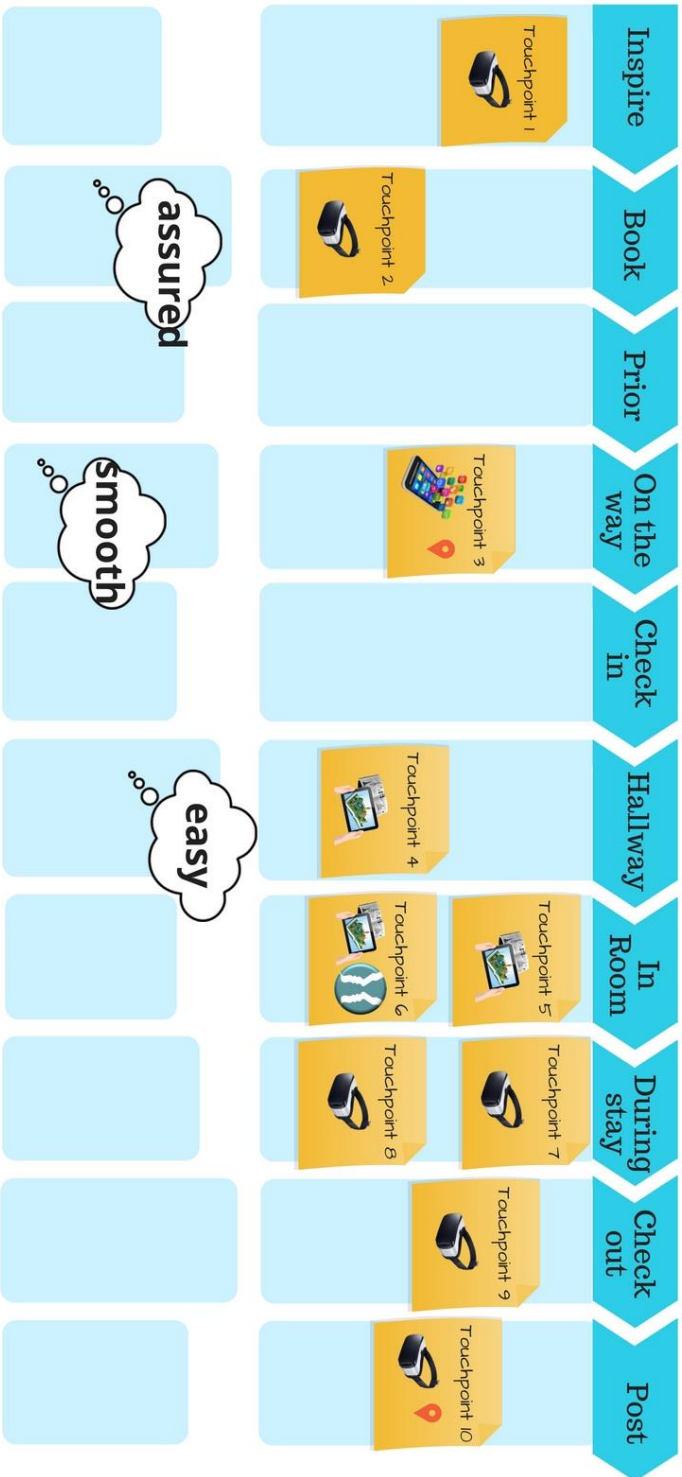 Inspire
Book
Prior
On the
way
Check
in
Hallway
In
Room
During
stay
Check
out
Post
Touchpoint 1
Touchpoint 2
Touchpoint 3
Touchpoint 4
Touchpoint 5
Touchpoint 6
Touchpoint 7
Touchpoint 8
Touchpoint 9
Touchpoint 10
assured
smooth
easy